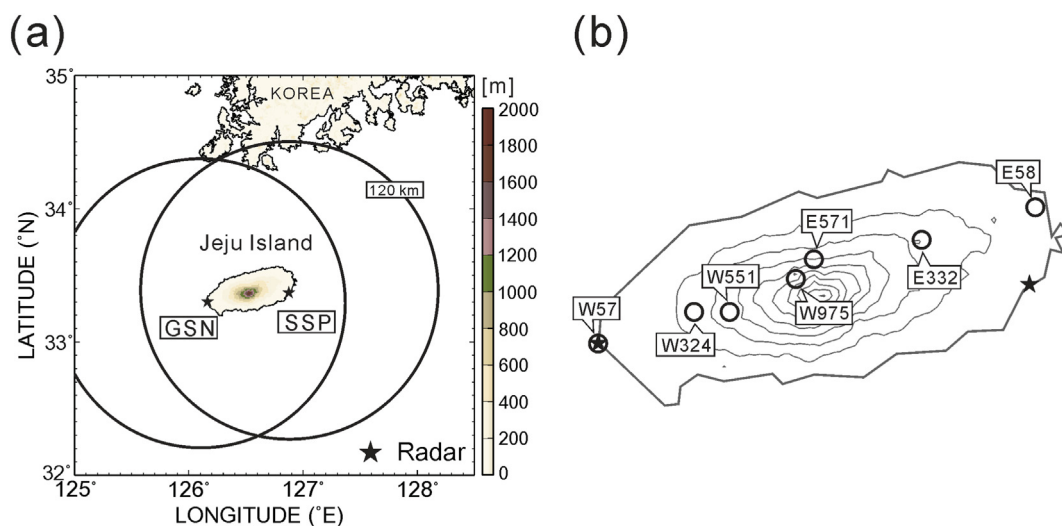 (a)
(b)
[m]
35°
34°
33°
32°
LATITUDE (°N)
KOREA
120 km
Jeju Island
GSN
SSP
★ Radar
125°
126°
127°
128°
LONGITUDE (°E)
2000
1800
1600
1400
1200
1000
800
600
400
200
0
E58
E571
W551
E332
W975
W57
W324